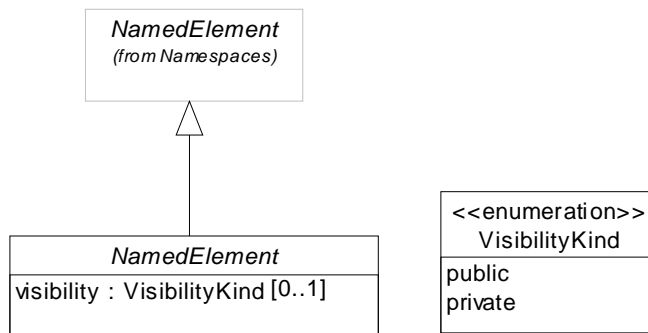 NamedElement
(from Namespaces)
NamedElement
visibility : VisibilityKind [0..1]
<<enumeration>>
VisibilityKind
public
private